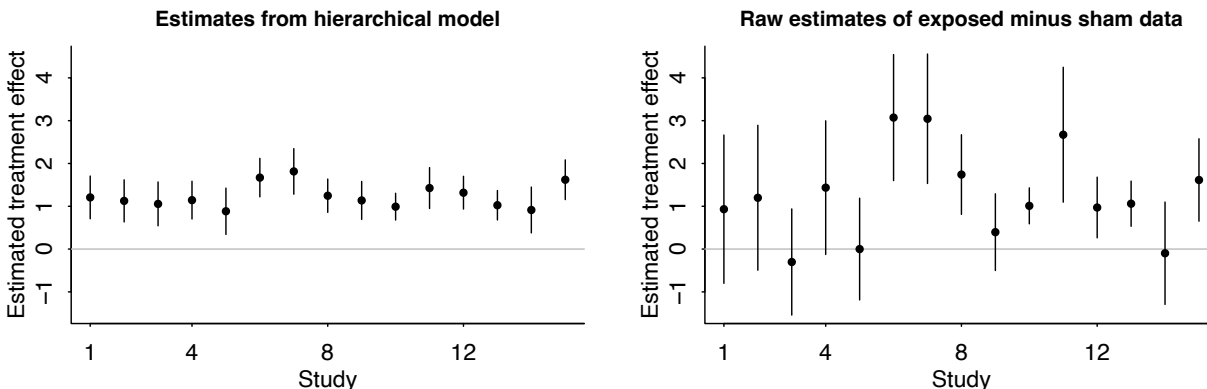 Estimates from hierarchical model
Estimated treatment effect
4
3
2
1
0
−1
1 4 8 12
Study
Raw estimates of exposed minus sham data
Estimated treatment effect
4
3
2
1
0
−1
1 4 8 12
Study